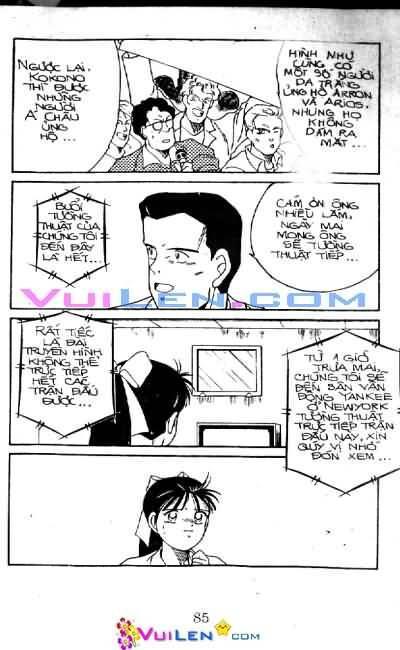 HÌNH NHƯ
CŨNG CÓ
MỘT SỐ NGƯỜI
DA TRẮNG
ỦNG HỘ ARRON
VÀ ARIOS.
NHƯNG HỌ
KHÔNG
DÁM RA
MẶT...
NGƯỢC LẠI,
KOKONO
THÌ ĐƯỢC
NHỮNG
NGƯỜI
Á CHÂU
ỦNG
HỘ...
CÁM ƠN ÔNG
NHIỀU LẮM,
NGÀY MAI
MONG ÔNG
SẼ TƯỜNG
THUẬT TIẾP...
BUỔI
TƯỜNG
THUẬT CỦA
CHÚNG TÔI
ĐẾN ĐÂY
LÀ HẾT...
VuiLen.com
TỪ 1 GIỜ
TRƯA MAI,
CHÚNG TÔI SẼ
ĐẾN SÂN VẬN
ĐỘNG YANKEE
Ở NEWYORK
TƯỜNG THUẬT
TRỰC TIẾP TRẬN
ĐẤU NÀY, XIN
QUÝ VỊ NHỚ
ĐÓN XEM...
RẤT TIẾC
LÀ ĐÀI
TRUYỀN HÌNH
KHÔNG THỂ
TRỰC TIẾP
HẾT CÁC
TRẬN ĐẤU
ĐƯỢC...
85
VuiLen